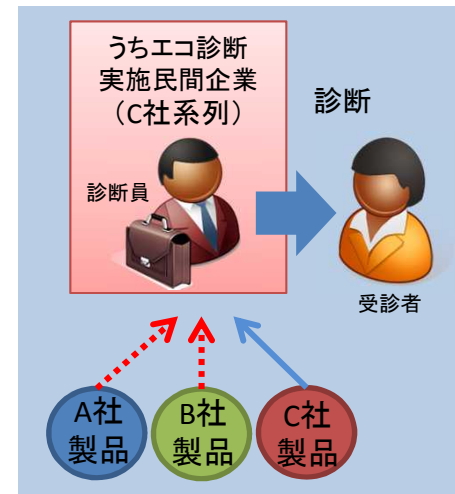 うちエコ診断
実施民間企業
（C社系列）
診断
診断員
受診者
A社
製品
B社
製品
C社
製品